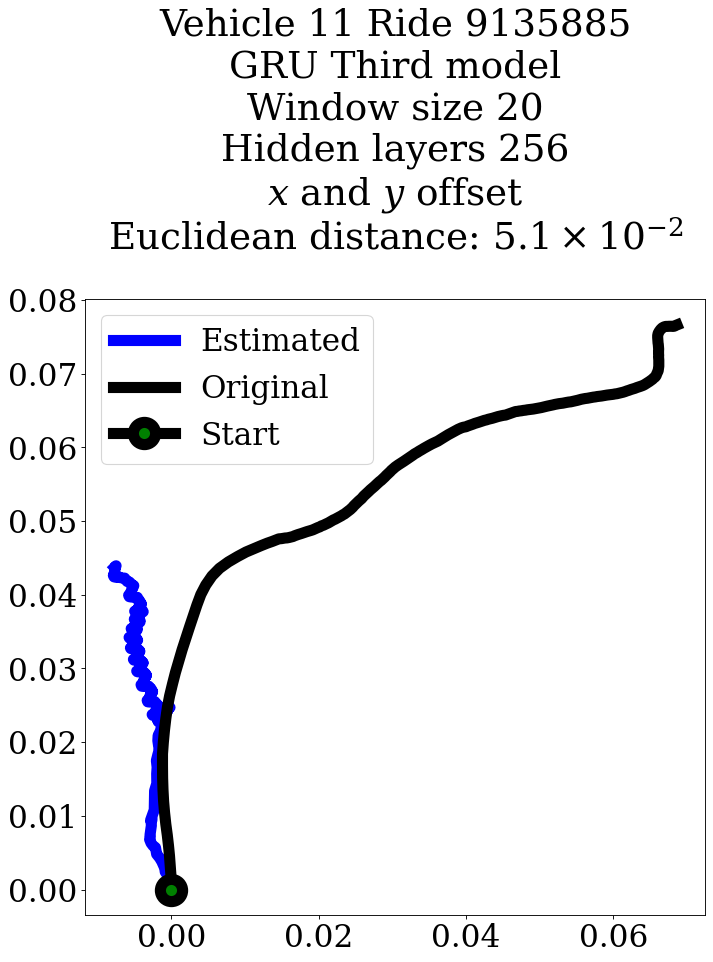 Vehicle 11 Ride 9135885
GRU Third model
Window size 20
Hidden layers 256
x and y offset
Euclidean distance: 5.1 × 10⁻²
Estimated
Original
Start
0.08
0.07
0.06
0.05
0.04
0.03
0.02
0.01
0.00
0.00 0.02 0.04 0.06